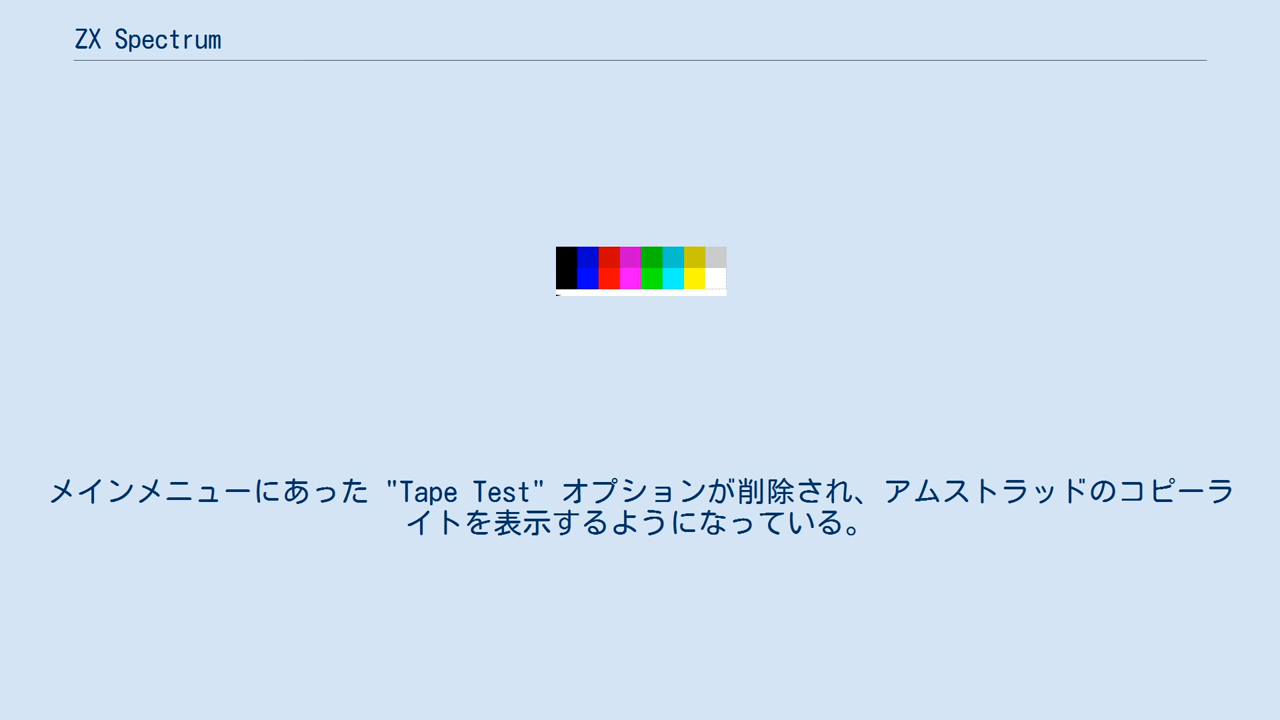 ZX Spectrum
メインメニューにあった "Tape Test" オプションが削除され、アムストラッドのコピーラ
イトを表示するようになっている。